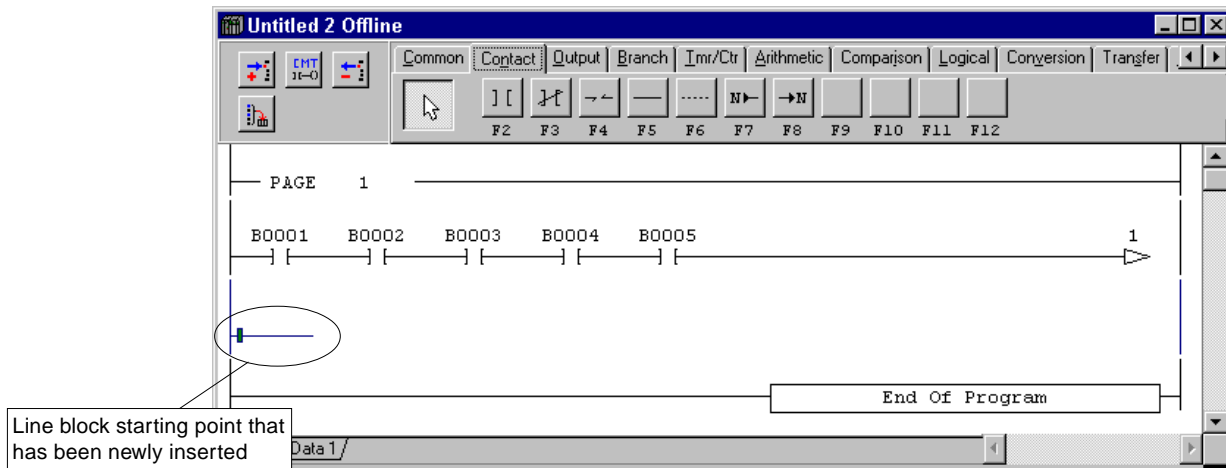 Untitled 2 Offline
CMT
Common Contact Output Branch Tmr/Ctr Arithmetic Comparison Logical Conversion Transfer
N N
F2 F3 F4 F5 F6 F7 F8 F9 F10 F11 F12
PAGE 1
B0001 B0002 B0003 B0004 B0005 1
End Of Program
Line block starting point that
has been newly inserted
Data 1